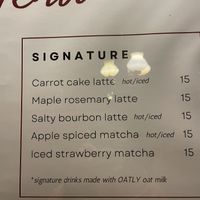 SIGNATURE
Carrot cake latte hot/iced 15
Maple rosemary latte 15
Salty bourbon latte hot/iced 15
Apple spiced matcha hot/iced 15
Iced strawberry matcha 15
*signature drinks made with OATLY oat milk